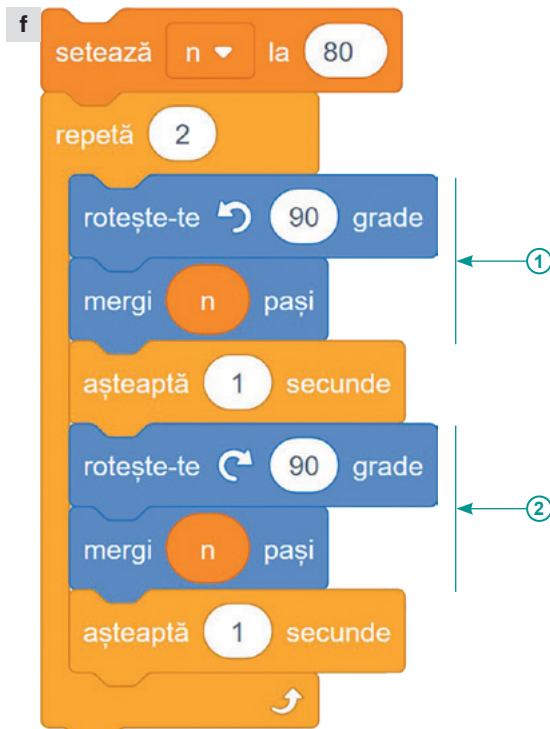 f
setează n la 80
repetă 2
rotește-te 90 grade
1
mergi n pași
așteaptă 1 secunde
rotește-te 90 grade
2
mergi n pași
așteaptă 1 secunde